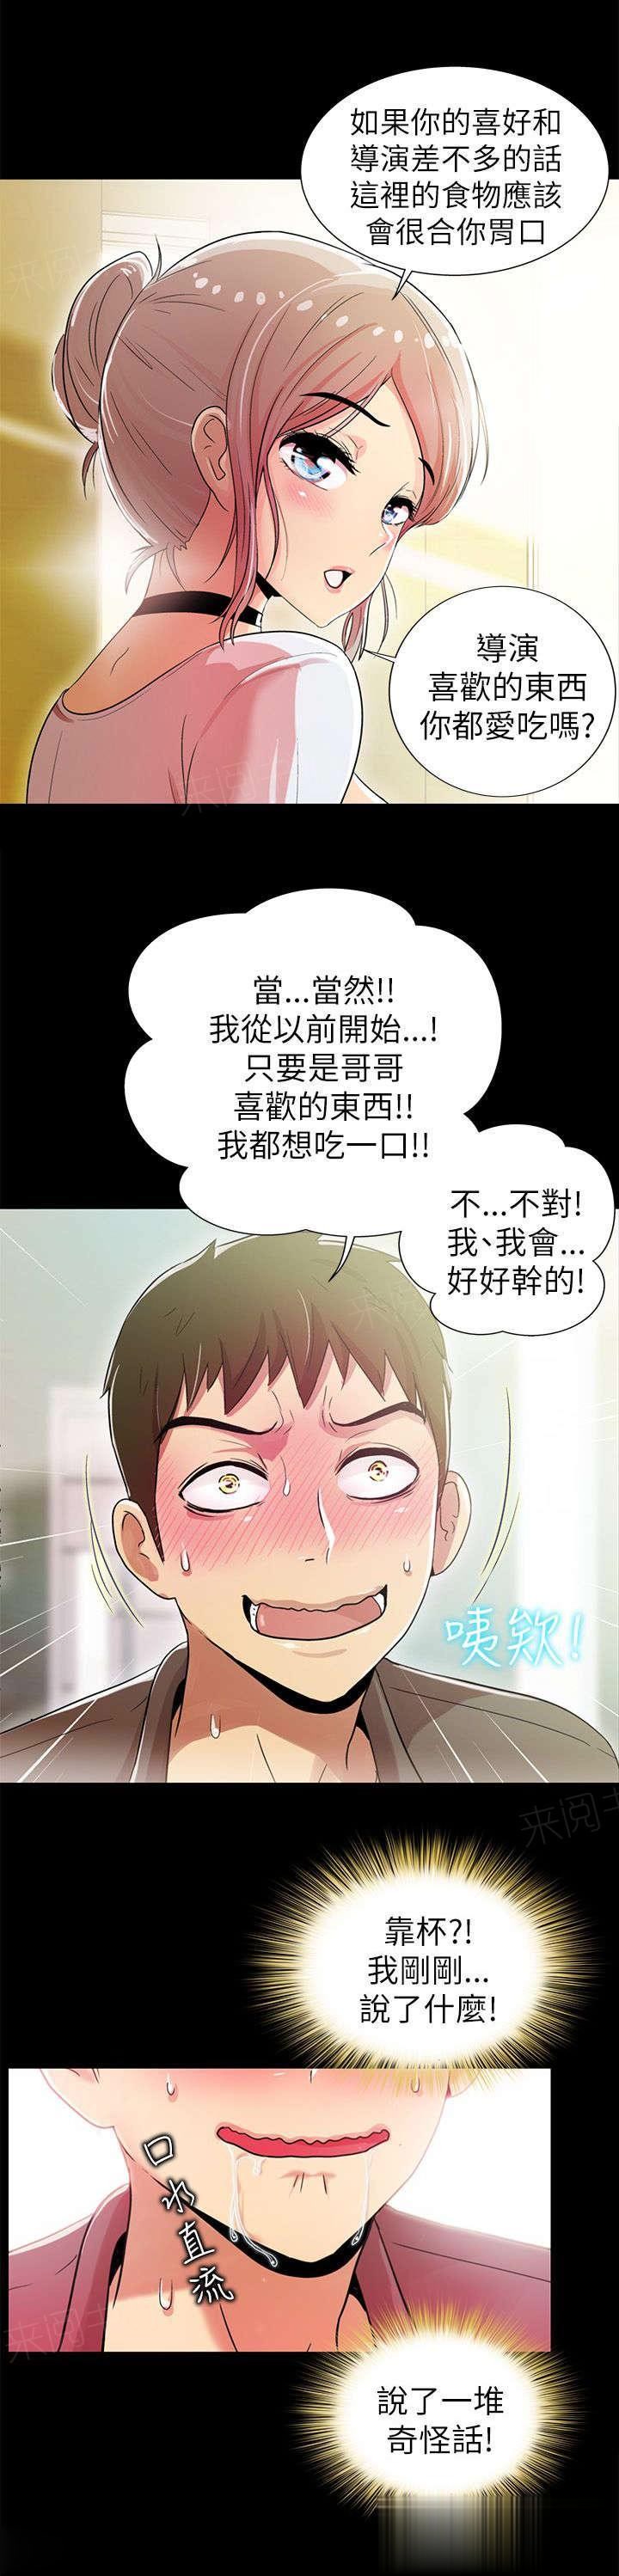 如果你的喜好和
導演差不多的話
這裡的食物應該
會很合你胃口
導演
喜歡的東西
你都愛吃嗎?
當...當然!!
我從以前開始...!
只要是哥哥
喜歡的東西!!
我都想吃一口!!
不...不對!
我、我會...
好好幹的!
咦欸!
靠杯?!
我剛剛...
說了什麼!
口水直流
說了一堆
奇怪話!